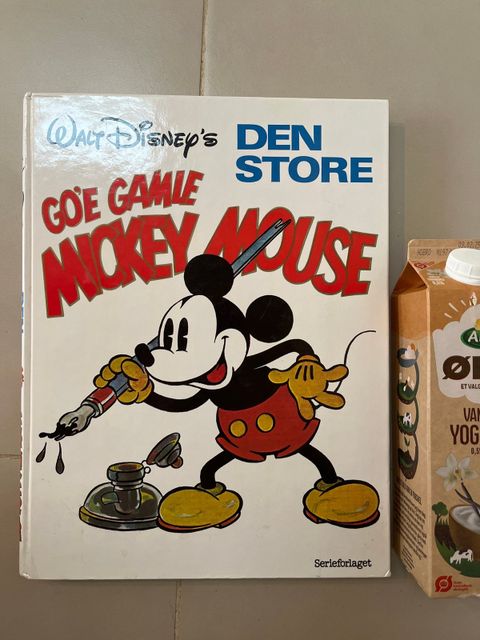 WALT DISNEY'S
DEN
STORE
GO'E GAMLE
MICKEY MOUSE
Serieforlaget
VAN
YOG